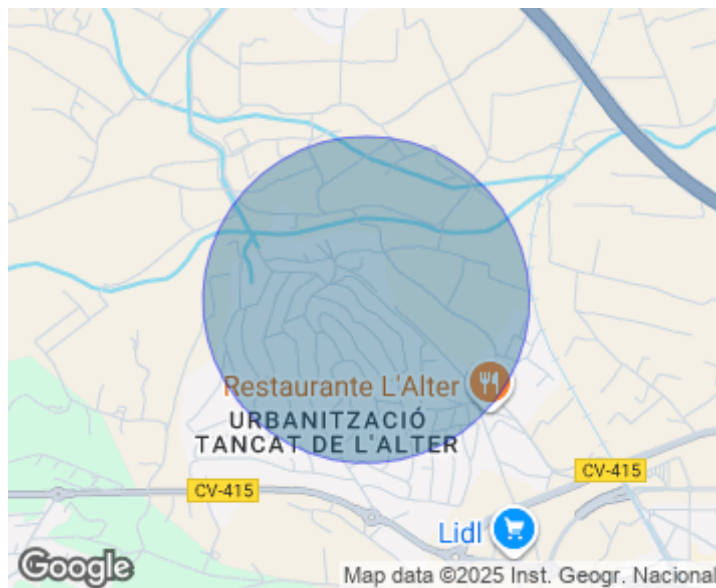 Restaurante L'Alter
URBANITZACIÓ
TANCAT DE L'ALTER
CV-415
CV-415
Lidl
Google
Map data ©2025 Inst. Geogr. Nacional